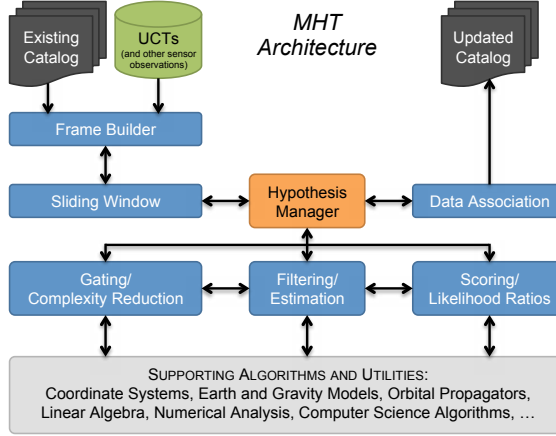 MHT
Architecture
Existing
Catalog
UCTs
(and other sensor
observations)
Updated
Catalog
Frame Builder
Sliding Window
Hypothesis
Manager
Data Association
Gating/
Complexity Reduction
Filtering/
Estimation
Scoring/
Likelihood Ratios
SUPPORTING ALGORITHMS AND UTILITIES:
Coordinate Systems, Earth and Gravity Models, Orbital Propagators,
Linear Algebra, Numerical Analysis, Computer Science Algorithms, ...